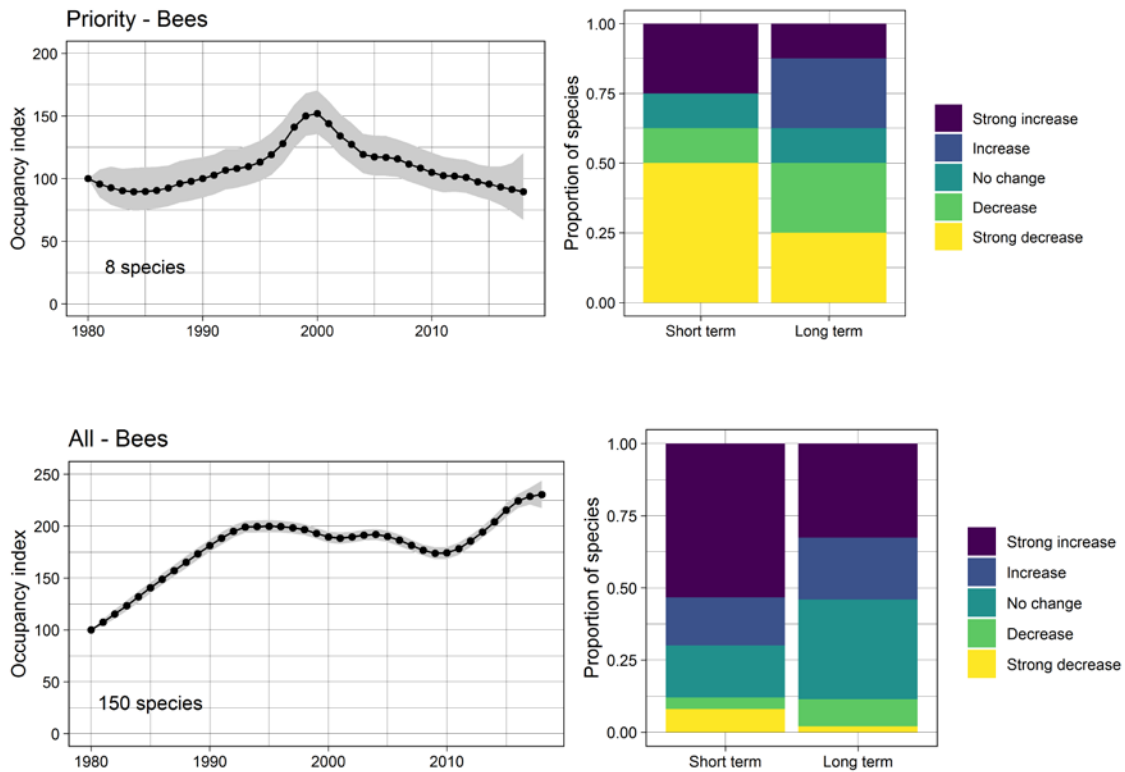 Priority - Bees
Occupancy index
200
150
100
50
0
8 species
1980
1990
2000
2010
Proportion of species
1.00
0.75
0.50
0.25
0.00
Short term
Long term
Strong increase
Increase
No change
Decrease
Strong decrease
All - Bees
Occupancy index
250
200
150
100
50
0
150 species
1980
1990
2000
2010
Proportion of species
1.00
0.75
0.50
0.25
0.00
Short term
Long term
Strong increase
Increase
No change
Decrease
Strong decrease